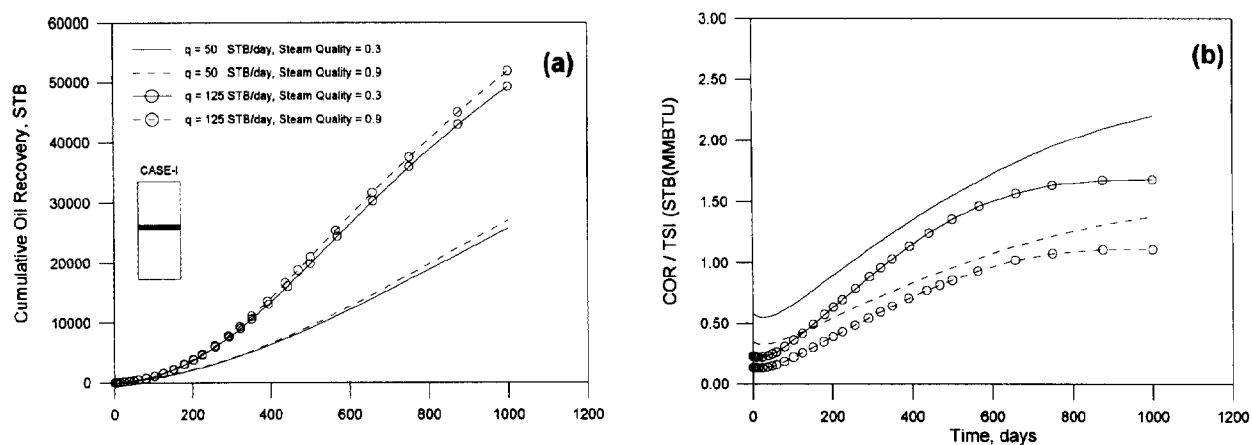 60000
50000
40000
30000
20000
10000
0
Cumulative Oil Recovery, STB
q = 50 STB/day, Steam Quality = 0.3
q = 50 STB/day, Steam Quality = 0.9
q = 125 STB/day, Steam Quality = 0.3
q = 125 STB/day, Steam Quality = 0.9
(a)
CASE-I
0 200 400 600 800 1000 1200
3.00
2.50
2.00
1.50
1.00
0.50
0.00
COR / TSI (STB(MMBTU)
(b)
0 200 400 600 800 1000 1200
Time, days